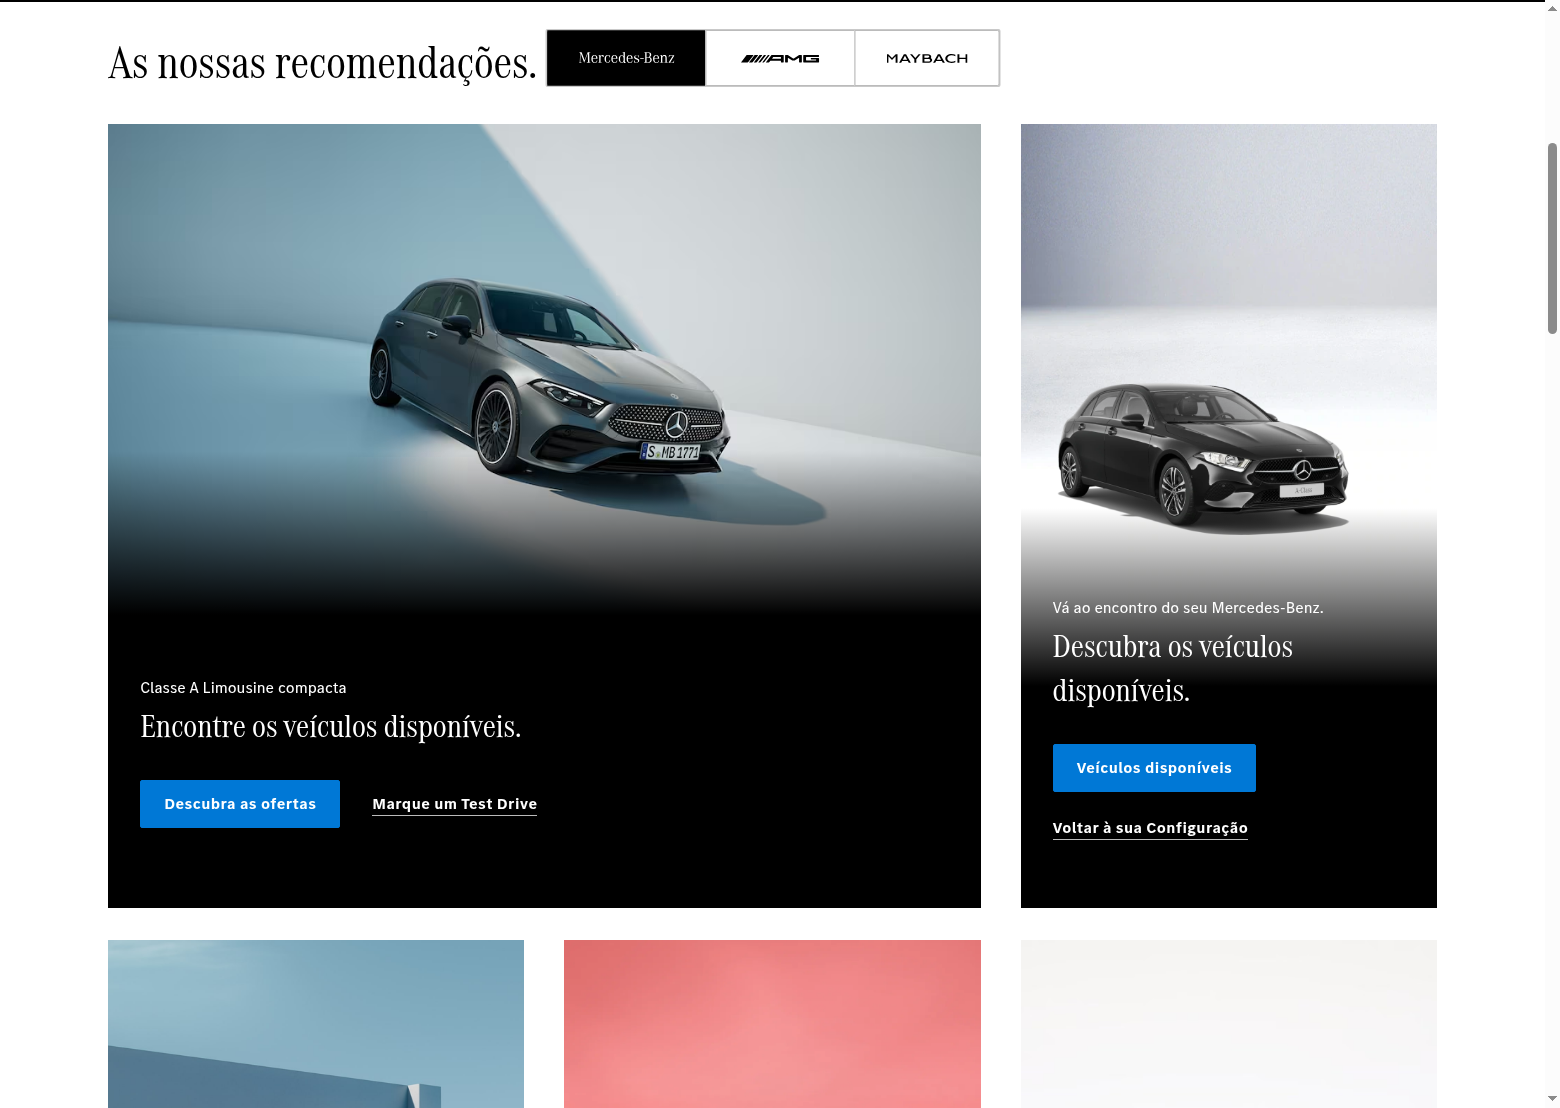 As nossas recomendações.
Mercedes-Benz
AMG
MAYBACH
S MB 1771
A-Class
Classe A Limousine compacta
Encontre os veículos disponíveis.
Descubra as ofertas
Marque um Test Drive
Vá ao encontro do seu Mercedes-Benz.
Descubra os veículos
disponíveis.
Veículos disponíveis
Voltar à sua Configuração